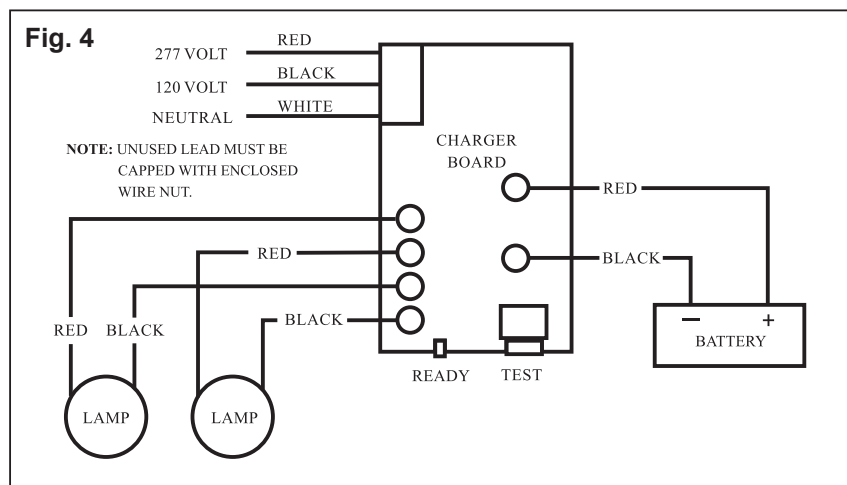 Fig. 4
277 VOLT RED
120 VOLT BLACK
NEUTRAL WHITE
NOTE: UNUSED LEAD MUST BE
CAPPED WITH ENCLOSED
WIRE NUT.
CHARGER
BOARD
RED
RED
BLACK
RED BLACK
BLACK
– +
BATTERY
READY TEST
LAMP LAMP